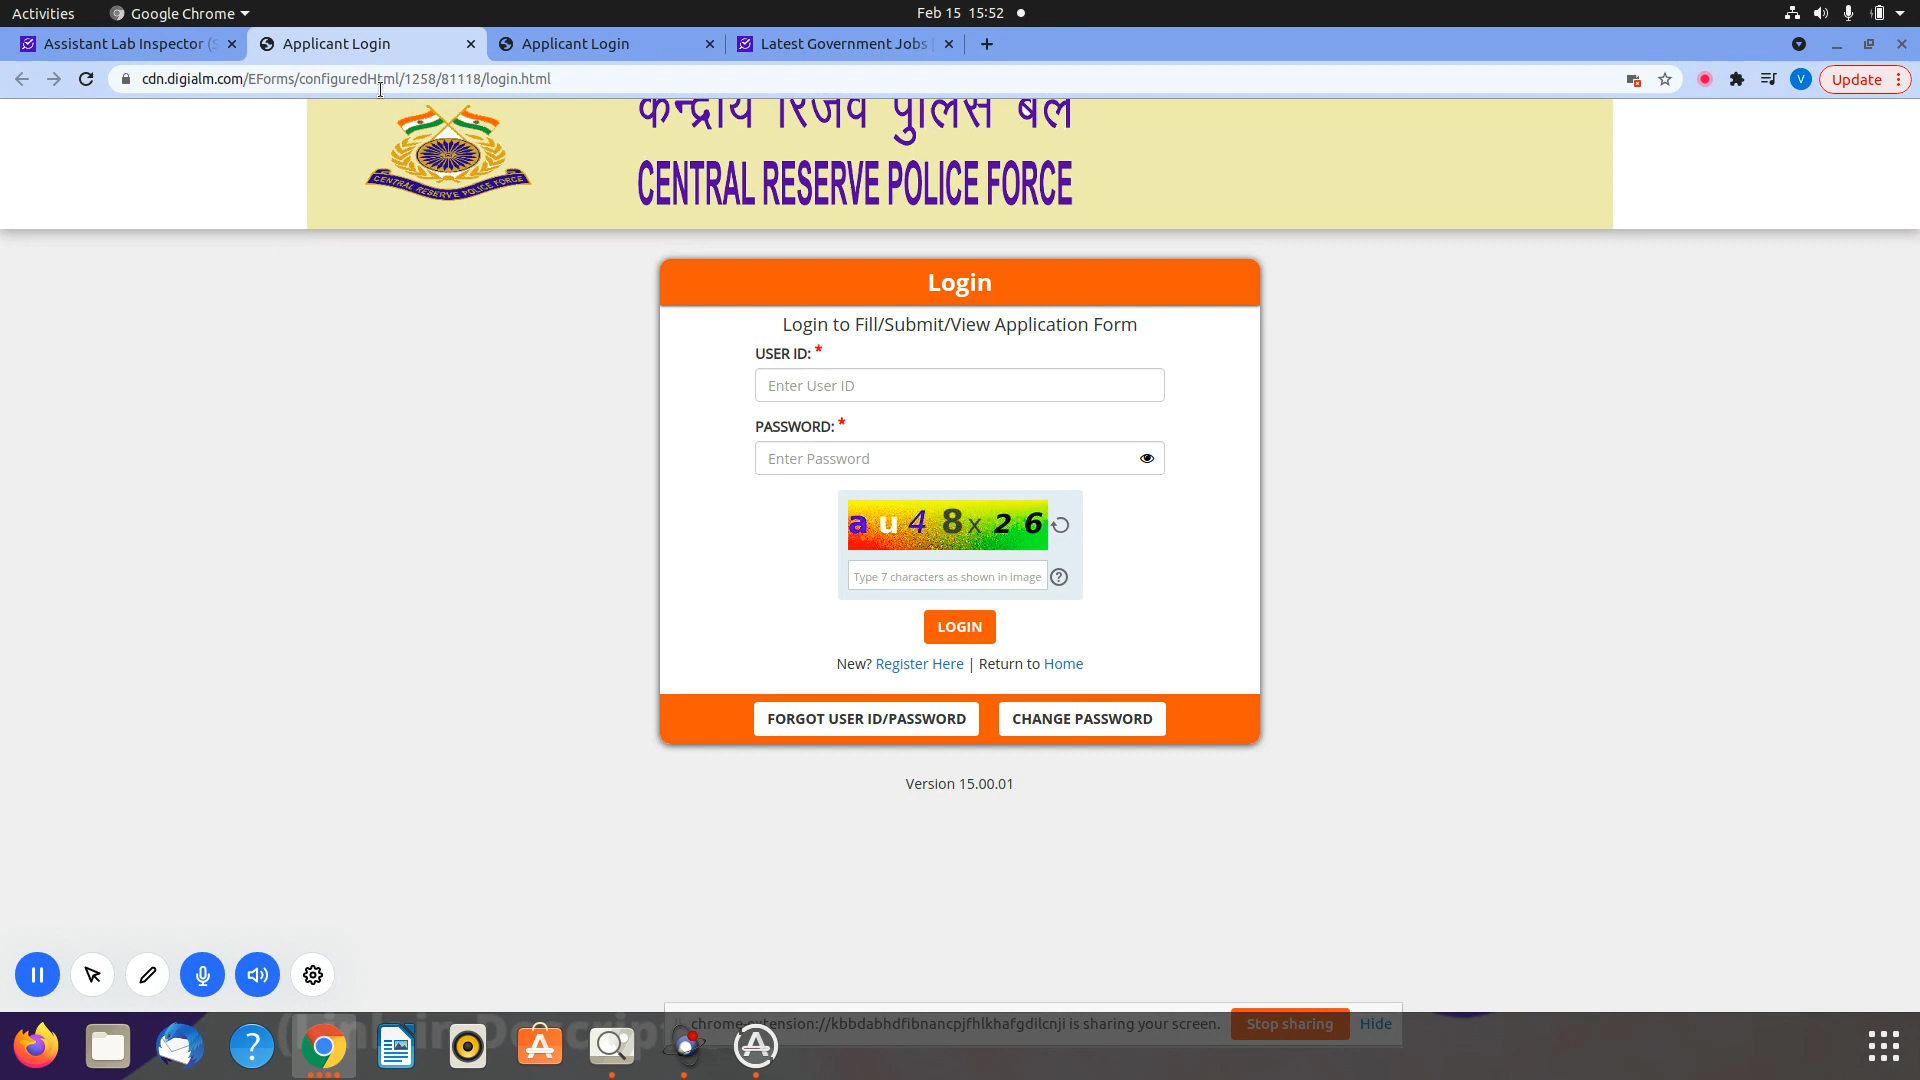 Activities
Google Chrome
Feb 15 15:52
Assistant Lab Inspector (S
Applicant Login
Applicant Login
Latest Government Jobs
cdn.digialm.com/EForms/configuredHtml/1258/81118/login.html
V
Update
केन्द्रीय रिजर्व पुलिस बल
CENTRAL RESERVE POLICE FORCE
CENTRAL RESERVE POLICE FORCE
Login
Login to Fill/Submit/View Application Form
USER ID: *
Enter User ID
PASSWORD: *
Enter Password
au48x26
Type 7 characters as shown in image
LOGIN
New? Register Here | Return to Home
FORGOT USER ID/PASSWORD
CHANGE PASSWORD
Version 15.00.01
chrome-extension://kbbdabhdfibnancpjfhlkhafgdilcnji is sharing your screen.
Stop sharing
Hide